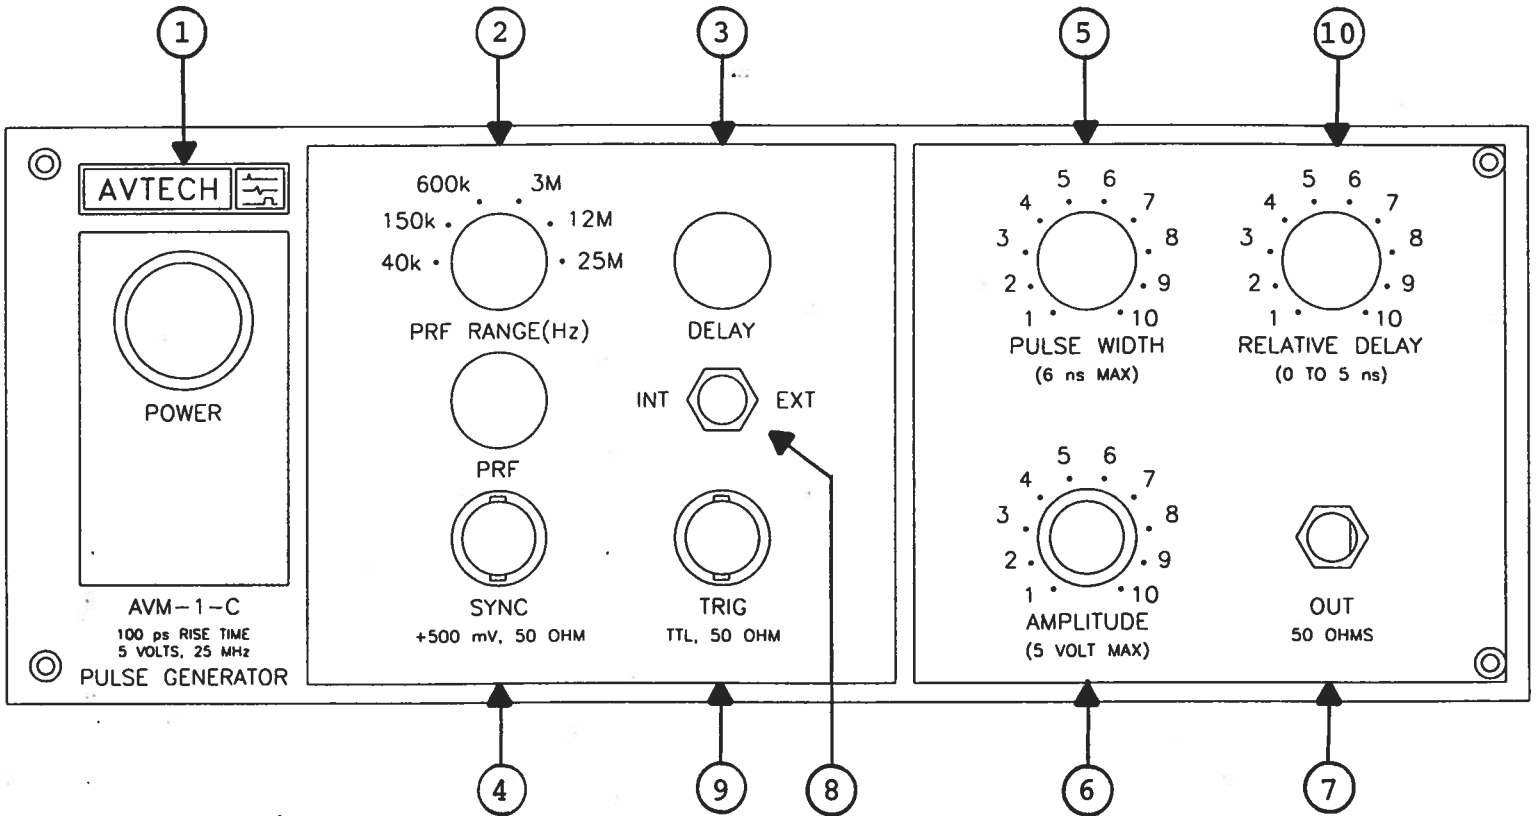 1
2
3
5
10
AVTECH
POWER
AVM-1-C
100 ps RISE TIME
5 VOLTS, 25 MHz
PULSE GENERATOR
600k
3M
150k
12M
40k
25M
PRF RANGE(Hz)
PRF
SYNC
+500 mV, 50 OHM
DELAY
INT
EXT
TRIG
TTL, 50 OHM
1
2
3
4
5
6
7
8
9
10
PULSE WIDTH
(6 ns MAX)
1
2
3
4
5
6
7
8
9
10
RELATIVE DELAY
(0 TO 5 ns)
1
2
3
4
5
6
7
8
9
10
AMPLITUDE
(5 VOLT MAX)
OUT
50 OHMS
4
9
8
6
7